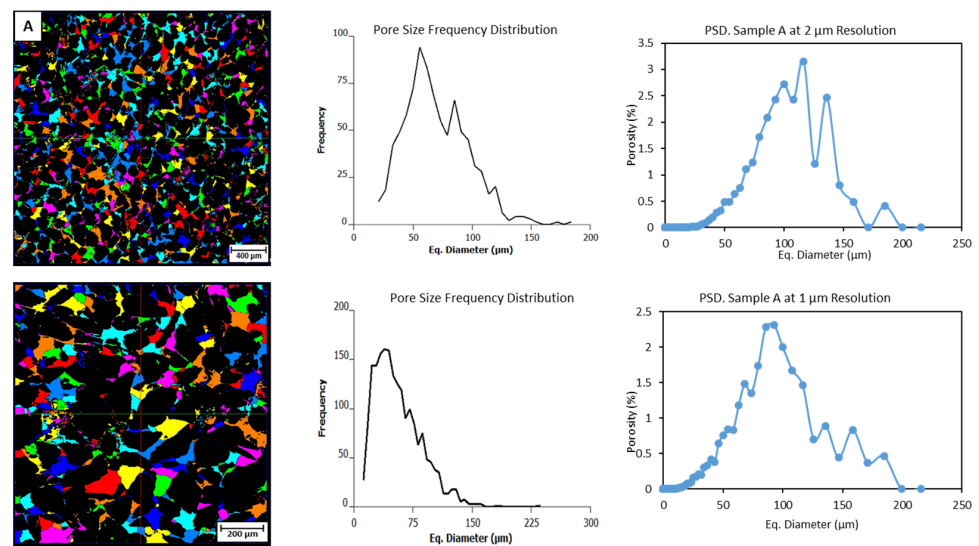 A
400 µm
Pore Size Frequency Distribution
Frequency
100
75
50
25
0
0 50 100 150 200
Eq. Diameter (µm)
PSD. Sample A at 2 µm Resolution
Porosity (%)
3.5
3
2.5
2
1.5
1
0.5
0
0 50 100 150 200 250
Eq. Diameter (µm)
200 µm
Pore Size Frequency Distribution
Frequency
200
150
100
50
0
0 75 150 225 300
Eq. Diameter (µm)
PSD. Sample A at 1 µm Resolution
Porosity (%)
2.5
2
1.5
1
0.5
0
0 50 100 150 200 250
Eq. Diameter (µm)